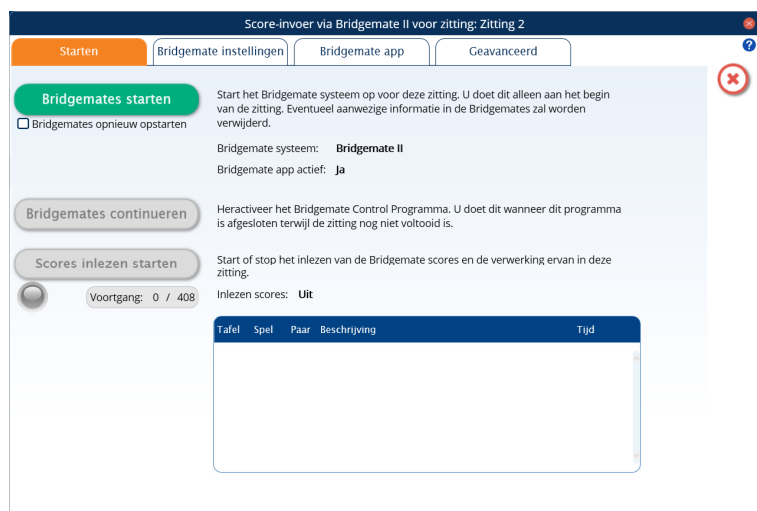 Score-invoer via Bridgemate II voor zitting: Zitting 2
Starten
Bridgemate instellingen
Bridgemate app
Geavanceerd
Bridgemates starten
Bridgemates opnieuw opstarten
Start het Bridgemate systeem op voor deze zitting. U doet dit alleen aan het begin
van de zitting. Eventueel aanwezige informatie in de Bridgemates zal worden
verwijderd.
Bridgemate systeem: Bridgemate II
Bridgemate app actief: Ja
Bridgemates continueren
Heractiveer het Bridgemate Control Programma. U doet dit wanneer dit programma
is afgesloten terwijl de zitting nog niet voltooid is.
Scores inlezen starten
Start of stop het inlezen van de Bridgemate scores en de verwerking ervan in deze
zitting.
Voortgang: 0 / 408
Inlezen scores: Uit
Tafel Spel Paar Beschrijving Tijd